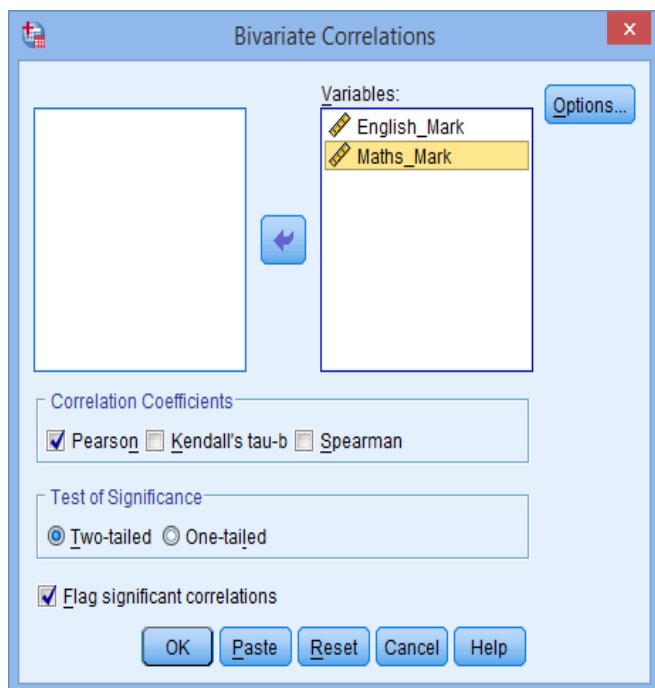 Bivariate Correlations
x
Variables:
Options...
English_Mark
Maths_Mark
Correlation Coefficients
Pearson Kendall's tau-b Spearman
Test of Significance
Two-tailed One-tailed
Flag significant correlations
OK Paste Reset Cancel Help